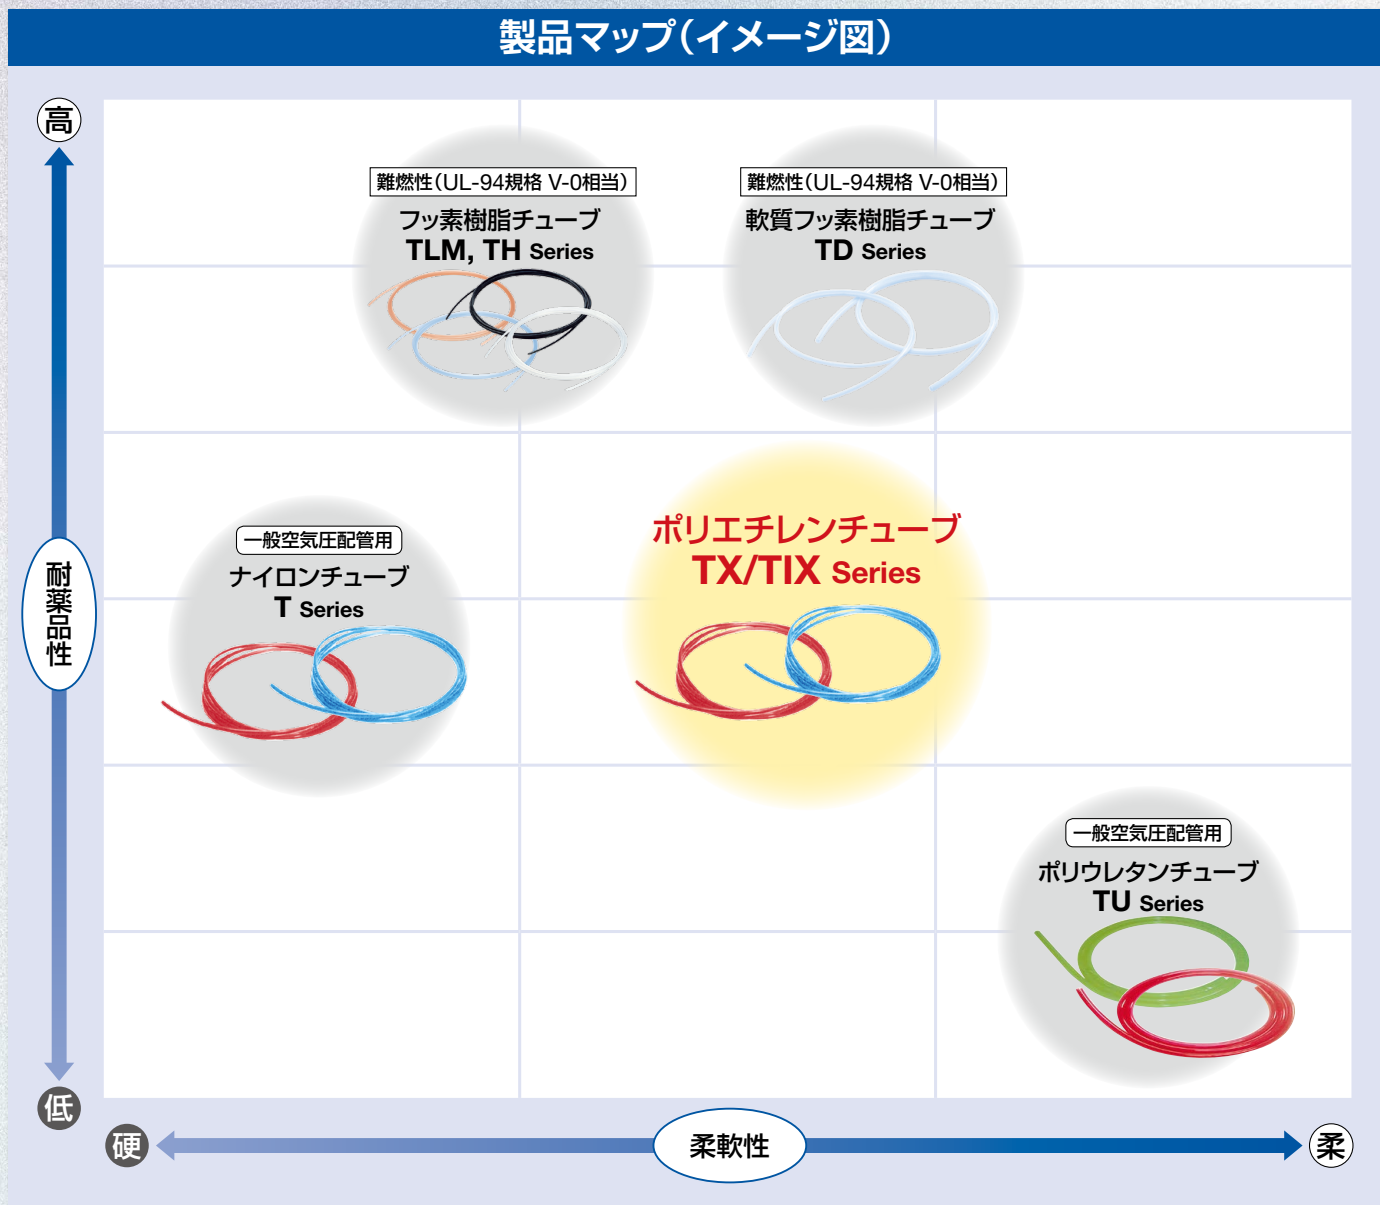 製品マップ(イメージ図)
高
難燃性(UL-94規格 V-0相当)
フッ素樹脂チューブ
TLM, TH Series
難燃性(UL-94規格 V-0相当)
軟質フッ素樹脂チューブ
TD Series
耐薬品性
一般空気圧配管用
ナイロンチューブ
T Series
ポリエチレンチューブ
TX/TIX Series
一般空気圧配管用
ポリウレタンチューブ
TU Series
低
硬
柔軟性
柔